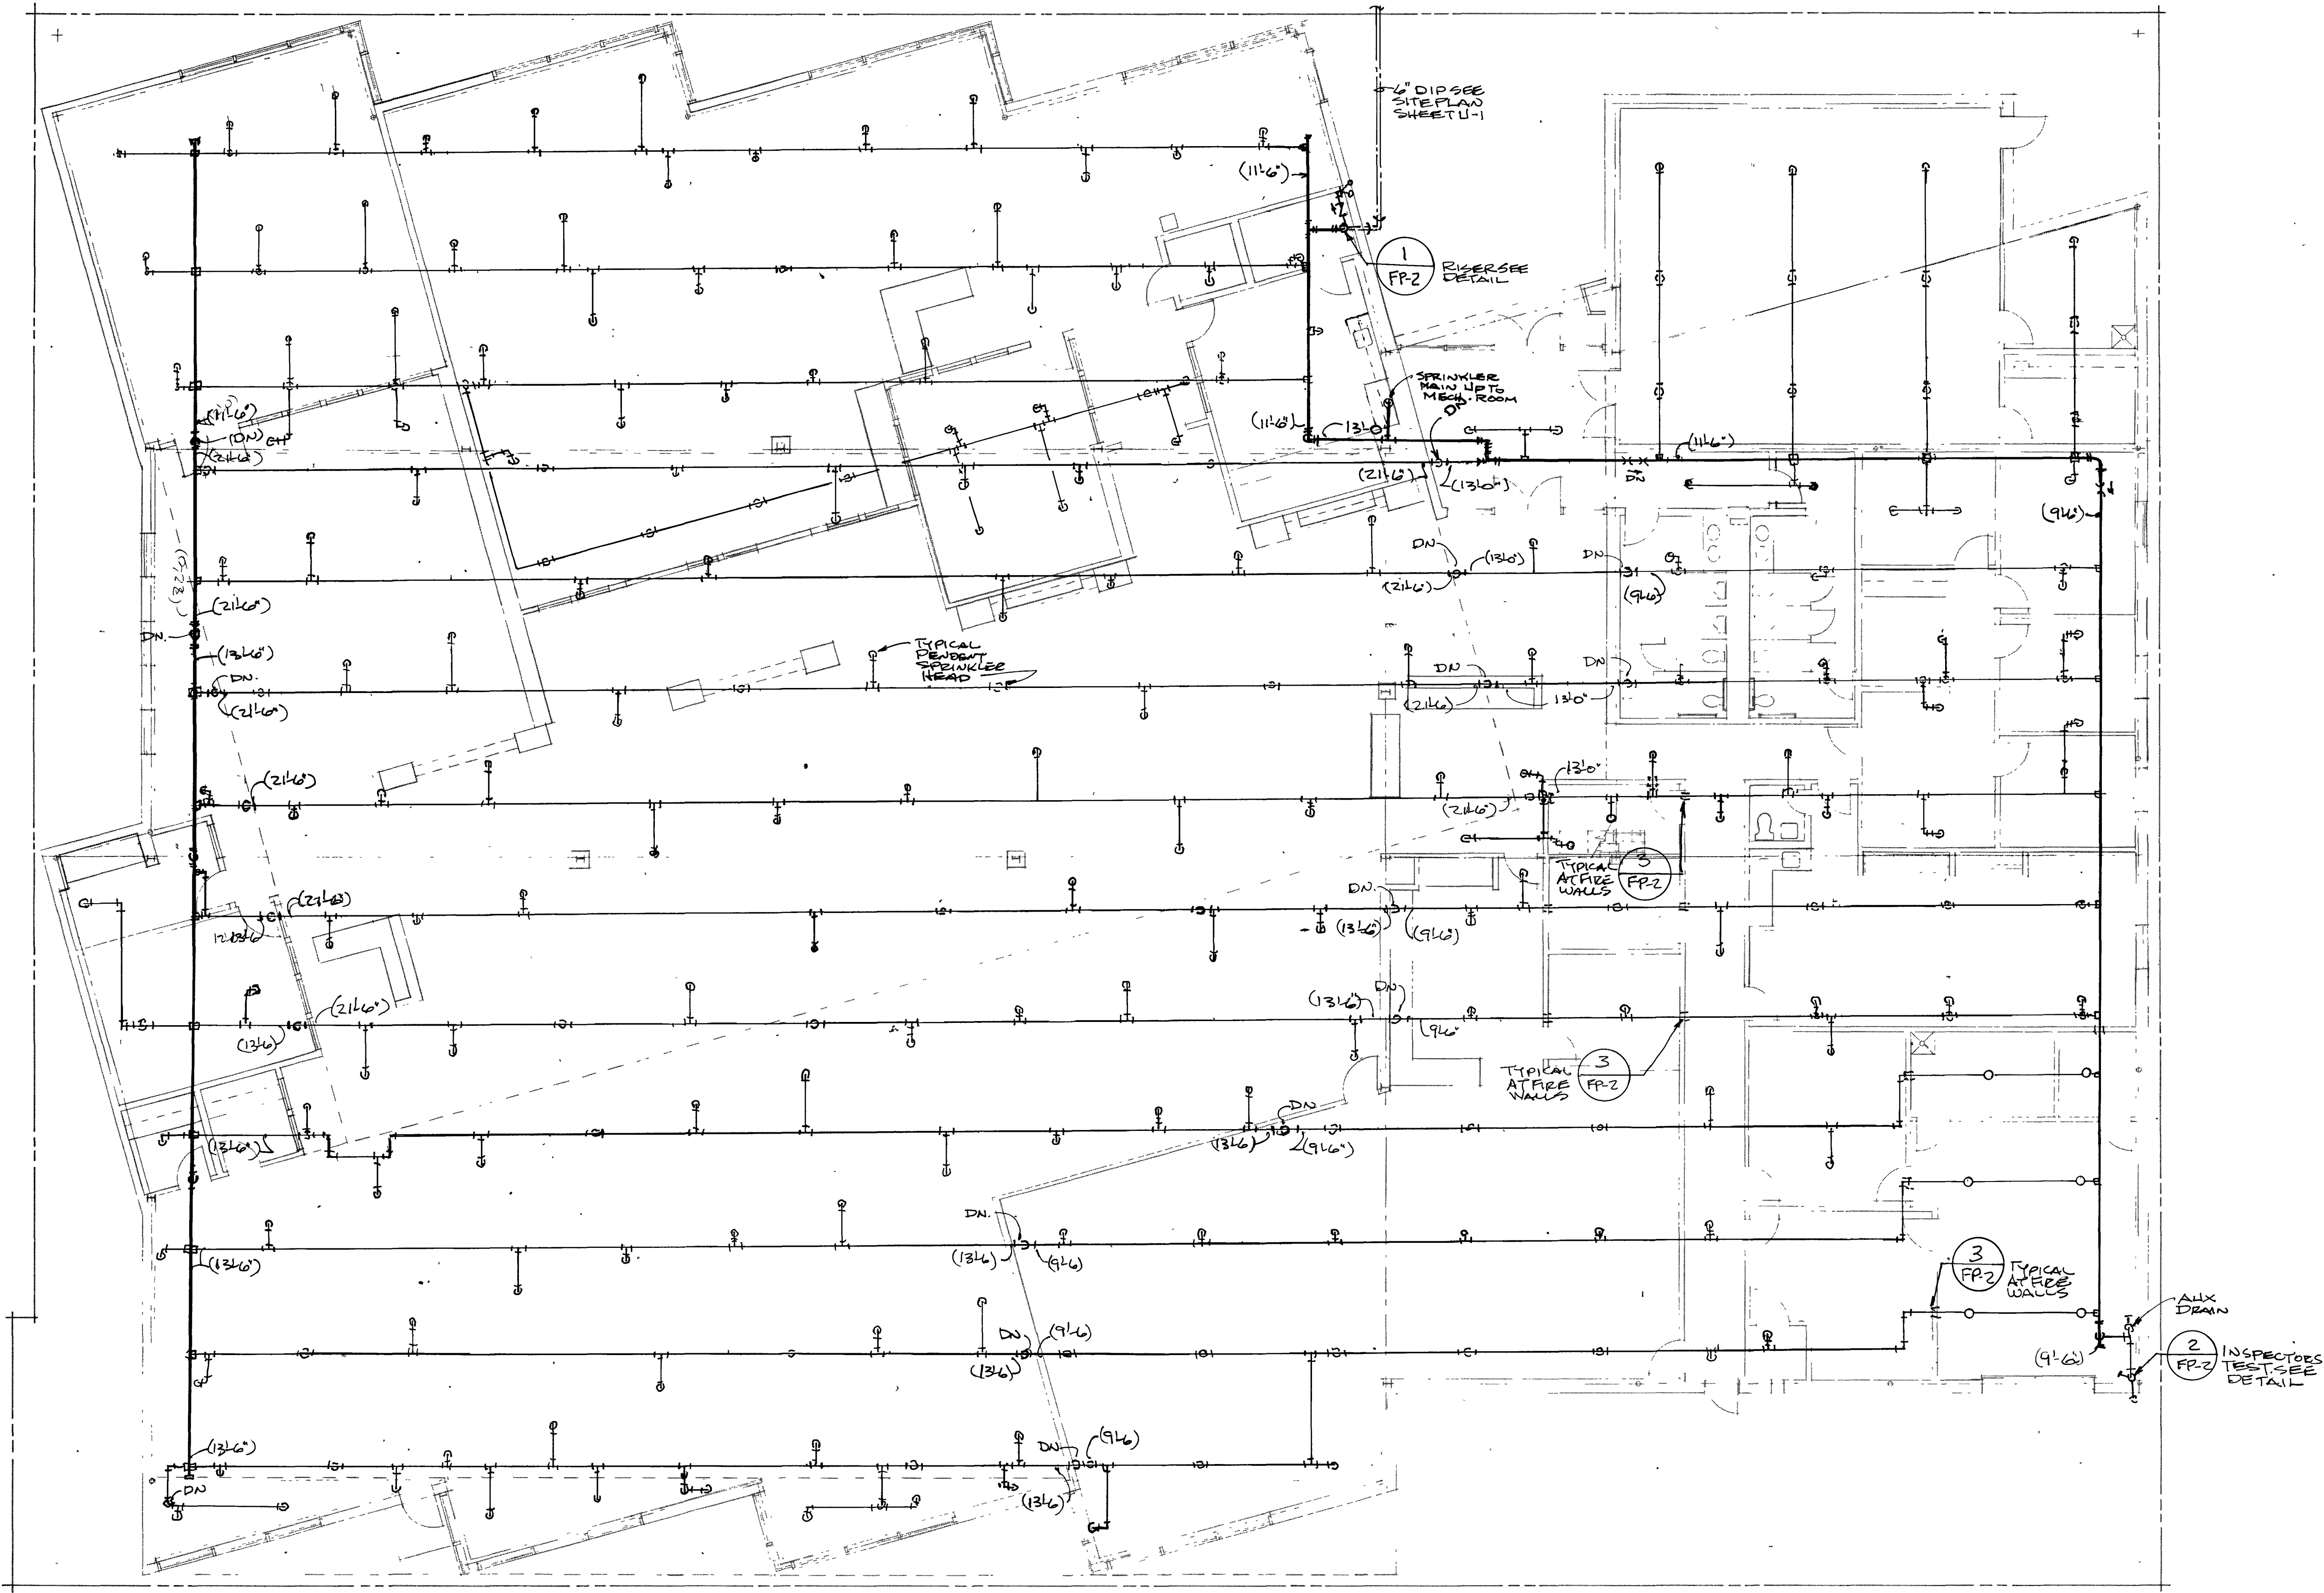 6" DIP SEE
SITE PLAN
SHEET U-1
(11'-6")
1
FP-2
RISER SEE
DETAIL
SPRINKLER
MAIN UP TO
MECH. ROOM
DN
(11'-6")
(DN)
(21'-6")
(11'-6")
13'-0"
(11'-6")
(21'-6")
(13'-0")
DN
(9'-6")
DN
(13'-0")
DN
(21'-6")
(9'-6")
(21'-6")
DN.
(13'-6")
TYPICAL
PENDENT
SPRINKLER
HEAD
DN
DN
DN.
(21'-6")
(21'-6)
13'-0"
(21'-6")
13'-0"
(21'-6")
TYPICAL
AT FIRE
WALLS
3
FP-2
DN.
(13'-6")
(9'-6")
(21'-6")
(13'-6)
DN
(13'-6")
9'-6"
TYPICAL
AT FIRE
WALLS
3
FP-2
DN
(13'-6")
(13'-6)
(9'-6")
DN.
(13'-6")
(13'-6)
(9'-6)
3
FP-2
TYPICAL
AT FIRE
WALLS
AUX
DRAIN
DN
(9'-6)
(13'-6)
(9'-6")
2
FP-2
INSPECTORS
TEST. SEE
DETAIL
(13'-6")
DN
(9'-6)
DN
(13'-6)